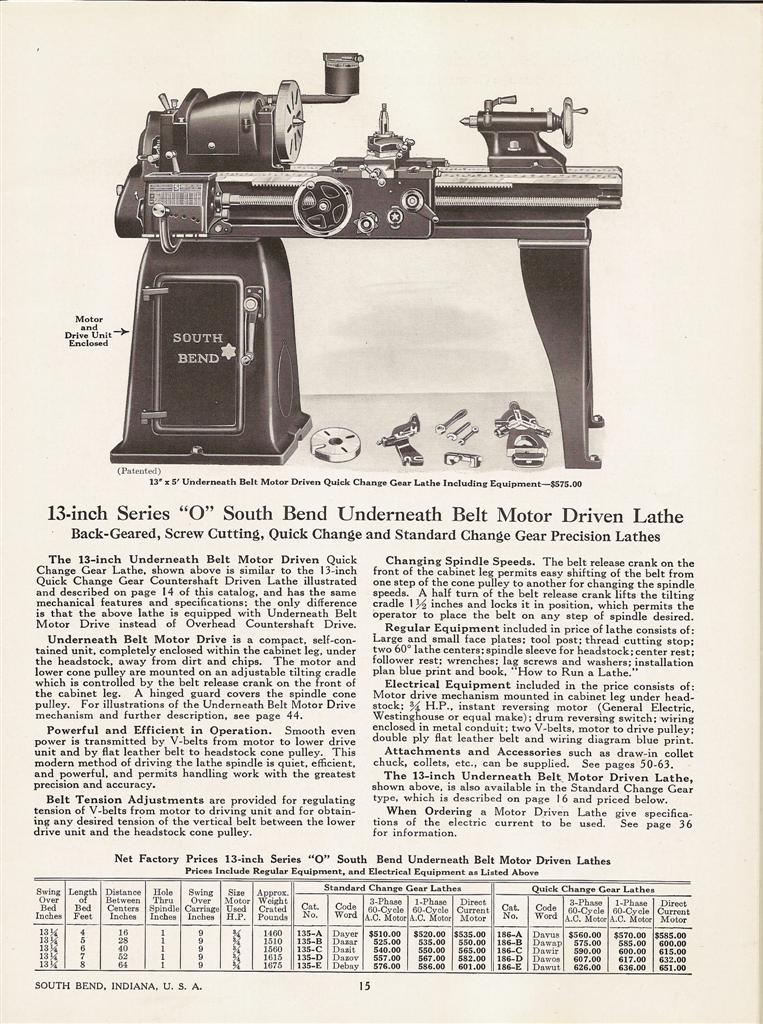 SOUTH
BEND
Motor
and
Drive Unit
Enclosed
(Patented)
13" x 5' Underneath Belt Motor Driven Quick Change Gear Lathe Including Equipment—$575.00
13-inch Series “O” South Bend Underneath Belt Motor Driven Lathe
Back-Geared, Screw Cutting, Quick Change and Standard Change Gear Precision Lathes
The 13-inch Underneath Belt Motor Driven Quick
Change Gear Lathe, shown above is similar to the 13-inch
Quick Change Gear Countershaft Driven Lathe illustrated
and described on page 14 of this catalog, and has the same
mechanical features and specifications; the only difference
is that the above lathe is equipped with Underneath Belt
Motor Drive instead of Overhead Countershaft Drive.
Underneath Belt Motor Drive is a compact, self-con-
tained unit, completely enclosed within the cabinet leg, under
the headstock, away from dirt and chips. The motor and
lower cone pulley are mounted on an adjustable tilting cradle
which is controlled by the belt release crank on the front of
the cabinet leg. A hinged guard covers the spindle cone
pulley. For illustrations of the Underneath Belt Motor Drive
mechanism and further description, see page 44.
Powerful and Efficient in Operation. Smooth even
power is transmitted by V-belts from motor to lower drive
unit and by flat leather belt to headstock cone pulley. This
modern method of driving the lathe spindle is quiet, efficient,
and powerful, and permits handling work with the greatest
precision and accuracy.
Belt Tension Adjustments are provided for regulating
tension of V-belts from motor to driving unit and for obtain-
ing any desired tension of the vertical belt between the lower
drive unit and the headstock cone pulley.
Changing Spindle Speeds. The belt release crank on the
front of the cabinet leg permits easy shifting of the belt from
one step of the cone pulley to another for changing the spindle
speeds. A half turn of the belt release crank lifts the tilting
cradle 1½ inches and locks it in position, which permits the
operator to place the belt on any step of spindle desired.
Regular Equipment included in price of lathe consists of:
Large and small face plates; tool post; thread cutting stop;
two 60° lathe centers; spindle sleeve for headstock; center rest;
follower rest; wrenches; lag screws and washers; installation
plan blue print and book, "How to Run a Lathe."
Electrical Equipment included in the price consists of:
Motor drive mechanism mounted in cabinet leg under head-
stock; ¾ H.P., instant reversing motor (General Electric,
Westinghouse or equal make); drum reversing switch; wiring
enclosed in metal conduit; two V-belts, motor to drive pulley;
double ply flat leather belt and wiring diagram blue print.
Attachments and Accessories such as draw-in collet
chuck, collets, etc., can be supplied. See pages 50-63.
The 13-inch Underneath Belt Motor Driven Lathe,
shown above, is also available in the Standard Change Gear
type, which is described on page 16 and priced below.
When Ordering a Motor Driven Lathe give specifica-
tions of the electric current to be used. See page 36
for information.
Net Factory Prices 13-inch Series “O” South Bend Underneath Belt Motor Driven Lathes
Prices Include Regular Equipment, and Electrical Equipment as Listed Above
Swing Over Bed Inches | Length of Bed Feet | Distance Between Centers Inches | Hole Thru Spindle Inches | Swing Over Carriage Inches | Size Motor Used H.P. | Approx. Weight Crated Pounds | Standard Change Gear Lathes | Quick Change Gear Lathes
Cat. No. | Code Word | 3-Phase 60-Cycle A.C. Motor | 1-Phase 60-Cycle A.C. Motor | Direct Current Motor | Cat. No. | Code Word | 3-Phase 60-Cycle A.C. Motor | 1-Phase 60-Cycle A.C. Motor | Direct Current Motor
13¼ 4 16 1 9 ¾ 1460 135-A Dayer $510.00 $520.00 $535.00 186-A Davus $560.00 $570.00 $585.00
13¼ 5 28 1 9 ¾ 1510 135-B Dazar 525.00 535.00 550.00 186-B Dawap 575.00 585.00 600.00
13¼ 6 40 1 9 ¾ 1560 135-C Dazit 540.00 550.00 565.00 186-C Dawir 590.00 600.00 615.00
13¼ 7 52 1 9 ¾ 1615 135-D Dazov 557.00 567.00 582.00 186-D Dawos 607.00 617.00 632.00
13¼ 8 64 1 9 ¾ 1675 135-E Debay 576.00 586.00 601.00 186-E Dawut 626.00 636.00 651.00
SOUTH BEND, INDIANA, U. S. A.
15